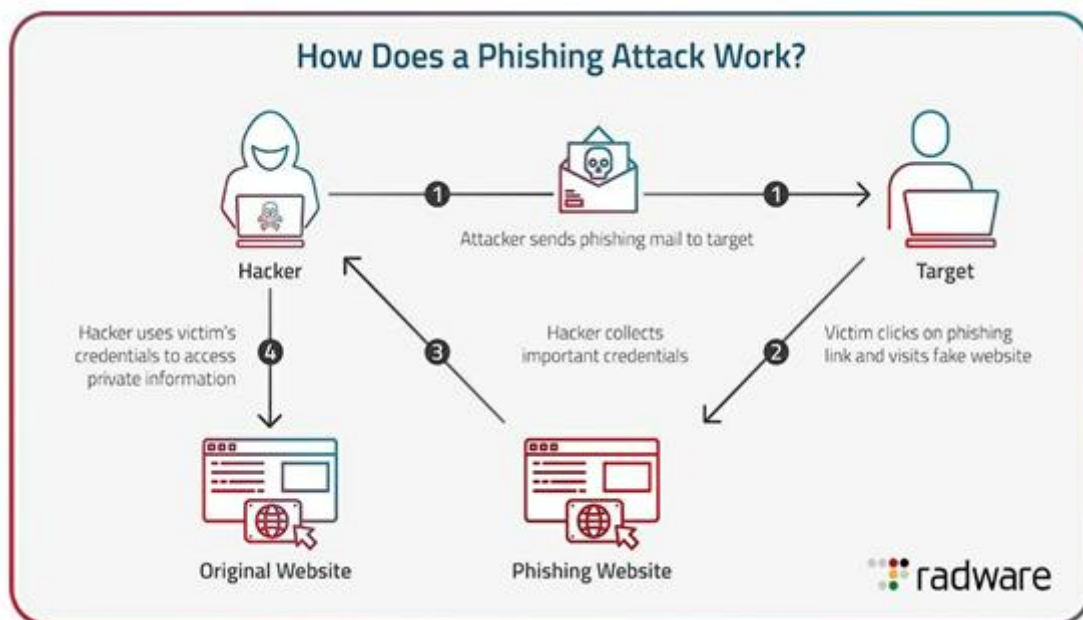 How Does a Phishing Attack Work?
1
1
Attacker sends phishing mail to target
Hacker
Target
Hacker uses victim's
credentials to access
private information
4
3
Hacker collects
important credentials
2
Victim clicks on phishing
link and visits fake website
Original Website
Phishing Website
radware